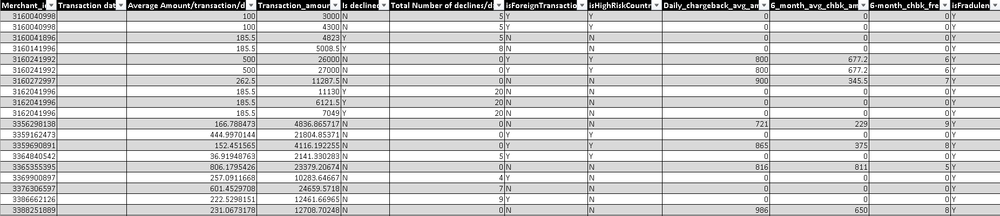 Merchant_i Transaction dat Average Amount/transaction/d Transaction_amoun Is decline Total Number of declines/da isForeignTransactio isHighRiskCountr Daily_chargeback_avg_am 6_month_avg_chbk_am 6-month_chbk_fre isFradulen
3160040998 100 3000 N 5 Y Y 0 0 0 Y
3160040998 100 4300 N 5 Y Y 0 0 0 Y
3160041896 185.5 4823 Y 5 N N 0 0 0 Y
3160141996 185.5 5008.5 Y 8 N N 0 0 0 Y
3160241992 500 26000 N 0 Y Y 800 677.2 6 Y
3160241992 500 27000 N 0 Y Y 800 677.2 6 Y
3160272997 262.5 11287.5 N 0 N N 900 345.5 7 Y
3162041996 185.5 11130 Y 20 N N 0 0 0 Y
3162041996 185.5 6121.5 Y 20 N N 0 0 0 Y
3162041996 185.5 7049 Y 20 N N 0 0 0 Y
3356298138 166.788473 4836.865717 N 0 N N 721 229 9 Y
3359162473 444.9970144 21804.85371 N 0 Y Y 0 0 0 Y
3359690891 152.451565 4116.192255 N 0 Y Y 865 375 8 Y
3364840542 36.91948763 2141.330283 N 5 Y Y 0 0 0 Y
3365355395 806.1795426 23379.20674 N 0 N N 816 811 5 Y
3369900897 257.0911668 10283.64667 N 4 Y N 0 0 0 Y
3376306597 601.4529708 24659.5718 N 7 N N 0 0 0 Y
3386662126 222.5298151 12461.66965 N 9 Y N 0 0 0 Y
3388251889 231.0673178 12708.70248 N 0 N N 986 650 8 Y